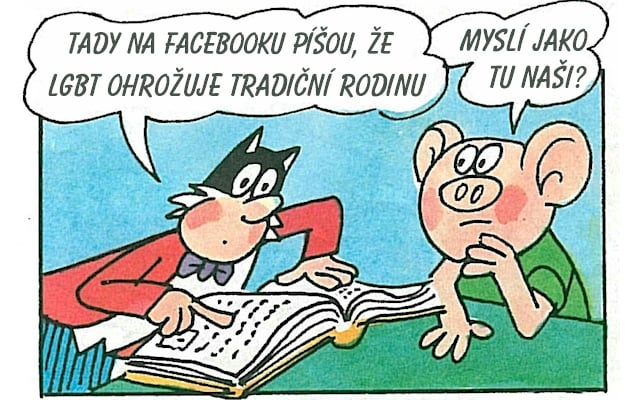 TADY NA FACEBOOKU PÍŠOU, ŽE
LGBT OHROŽUJE TRADIČNÍ RODINU
MYSLÍ JAKO
TU NAŠI?